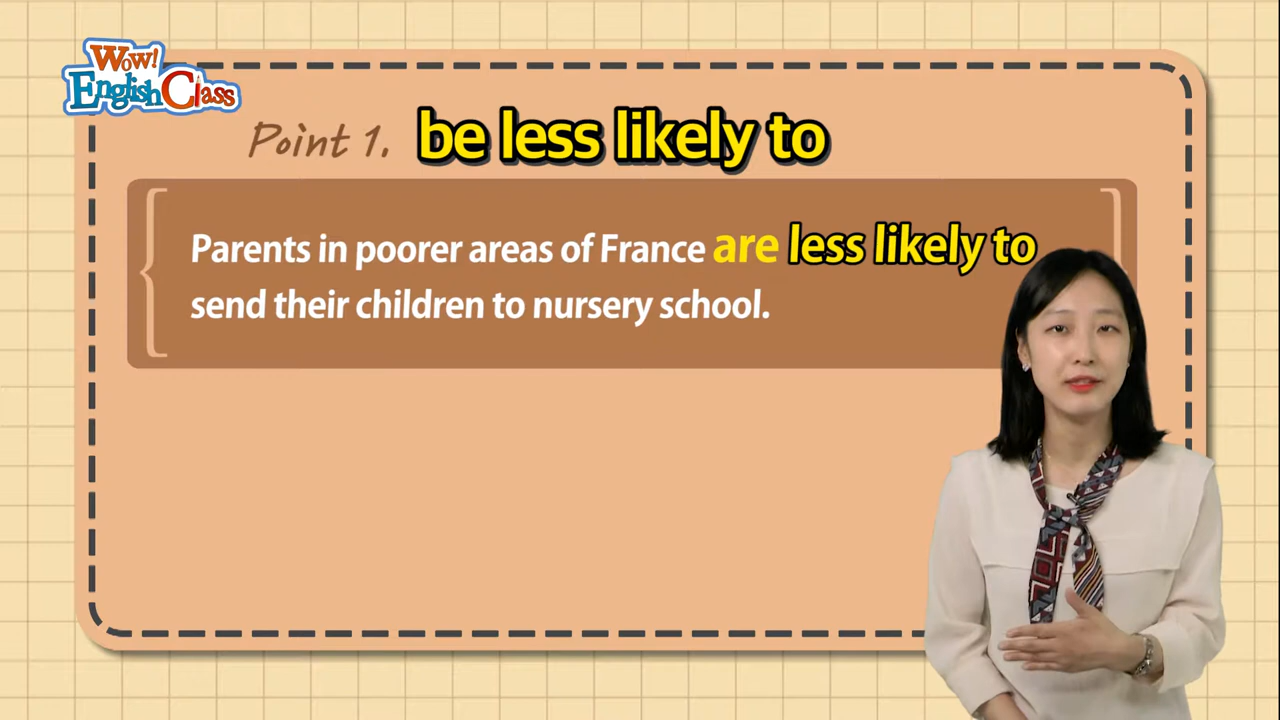 Wow!
English Class
Point 1. be less likely to
Parents in poorer areas of France are less likely to
send their children to nursery school.